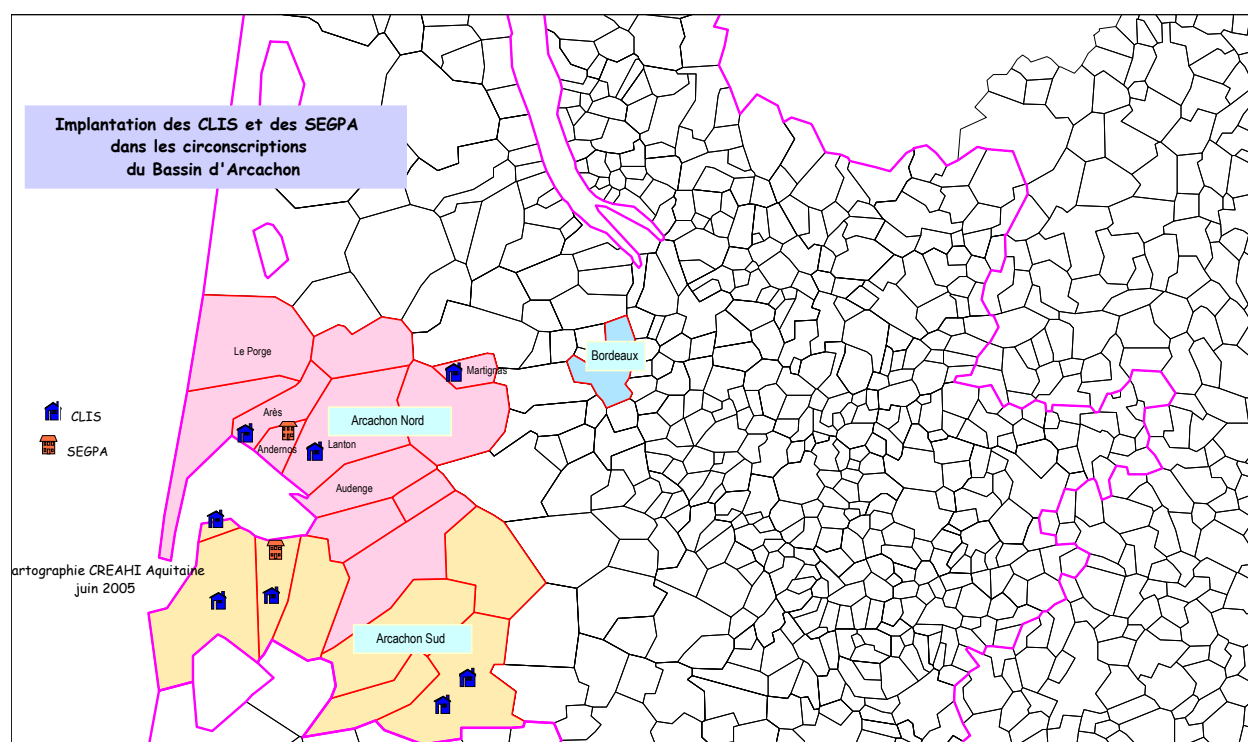 Implantation des CLIS et des SEGPA
dans les circonscriptions
du Bassin d'Arcachon
Le Porge
Bordeaux
Martignas
CLIS
SEGPA
Arès
Arcachon Nord
Andernos
Lanton
Audenge
artographie CREAHI Aquitaine
juin 2005
Arcachon Sud